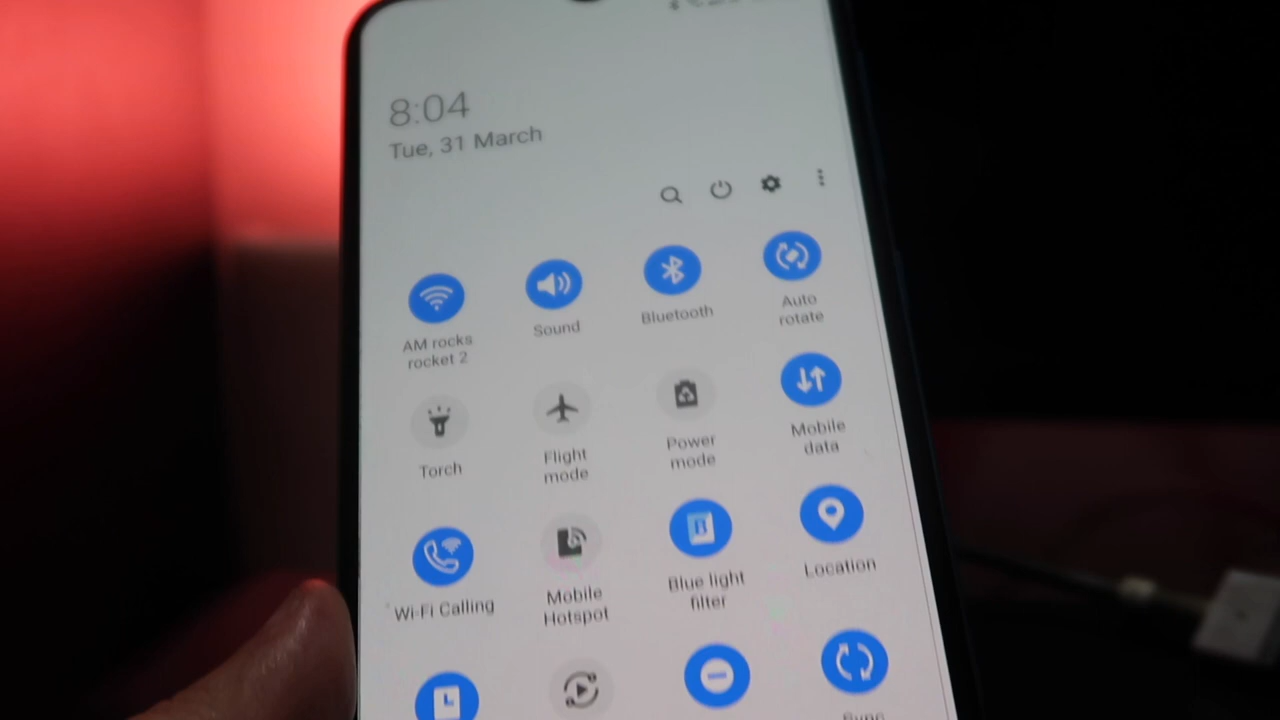 8:04
Tue, 31 March
AM rocks
rocket 2
Sound
Bluetooth
Auto
rotate
Torch
Flight
mode
Power
mode
Mobile
data
Wi-Fi Calling
Mobile
Hotspot
B
Blue light
filter
Location
Sync